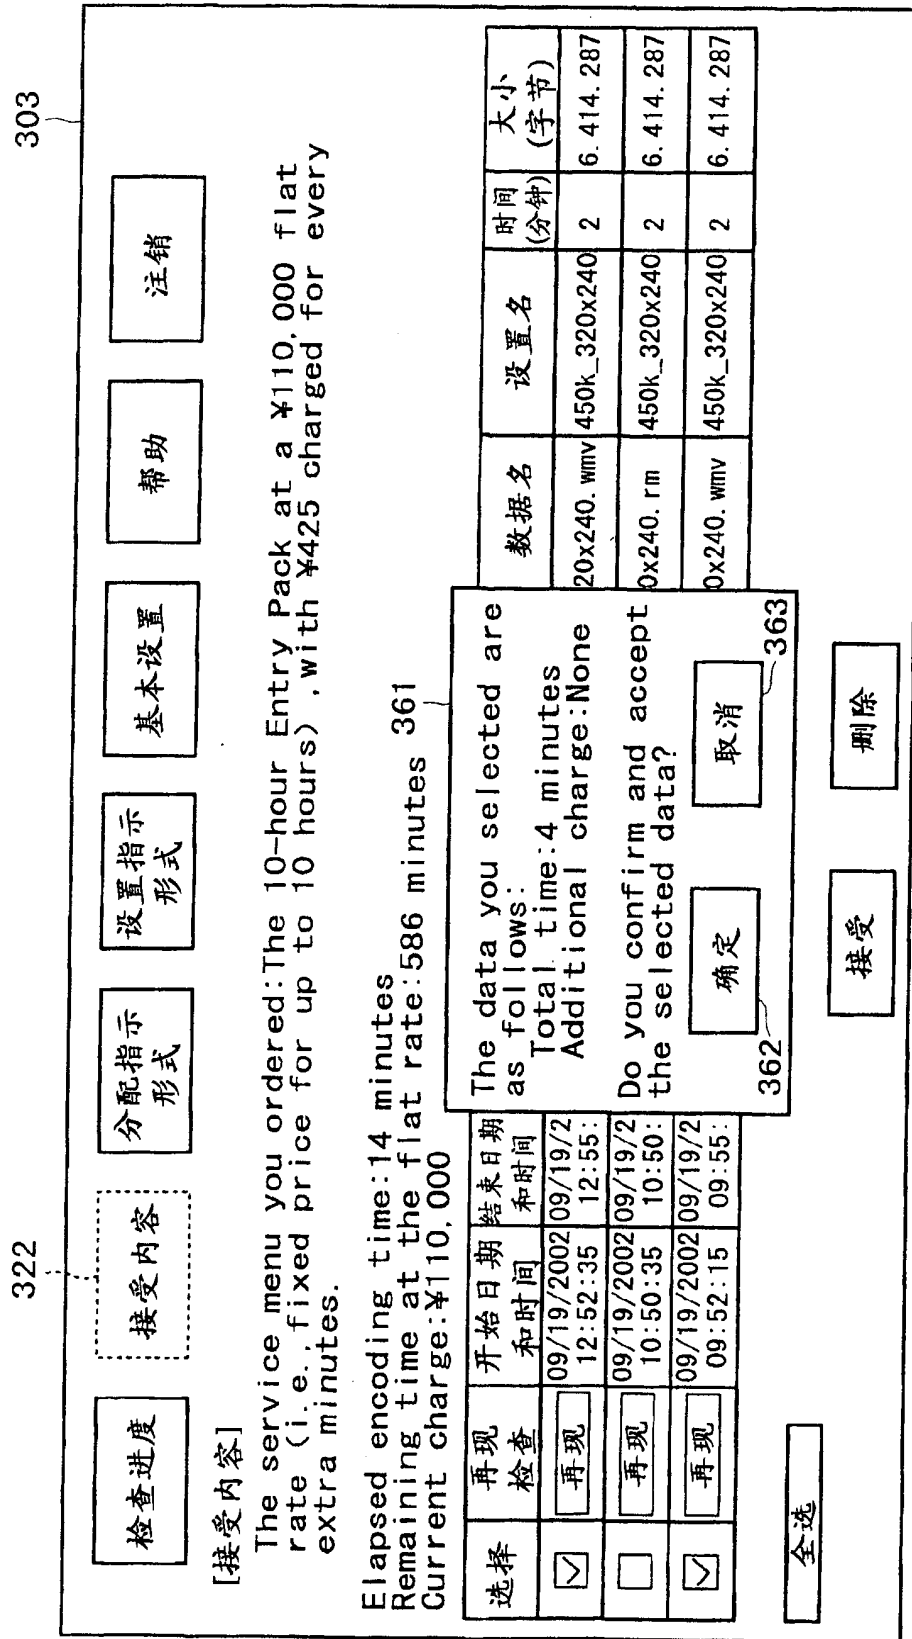 303
322
检查进度
接受内容
分配指示
形式
设置指示
形式
基本设置
帮助
注销
[接受内容]
The service menu you ordered:The 10-hour Entry Pack at a ¥110,000 flat
rate (i.e.,fixed price for up to 10 hours),with ¥425 charged for every
extra minutes.
Elapsed encoding time:14 minutes
Remaining time at the flat rate:586 minutes
Current charge:¥110,000
361
选择 再现检查 开始日期和时间 结束日期和时间 数据名 设置名 时间(分钟) 大小(字节)
再现 09/19/2002 12:52:35 09/19/2 12:55: 20x240.wmv 450k_320x240 2 6.414.287
再现 09/19/2002 10:50:35 09/19/2 10:50: 0x240.rm 450k_320x240 2 6.414.287
再现 09/19/2002 09:52:15 09/19/2 09:55: 0x240.wmv 450k_320x240 2 6.414.287
The data you selected are
as follows:
Total time:4 minutes
Additional charge:None
Do you confirm and accept
the selected data?
确定
取消
362
363
全选
接受
删除